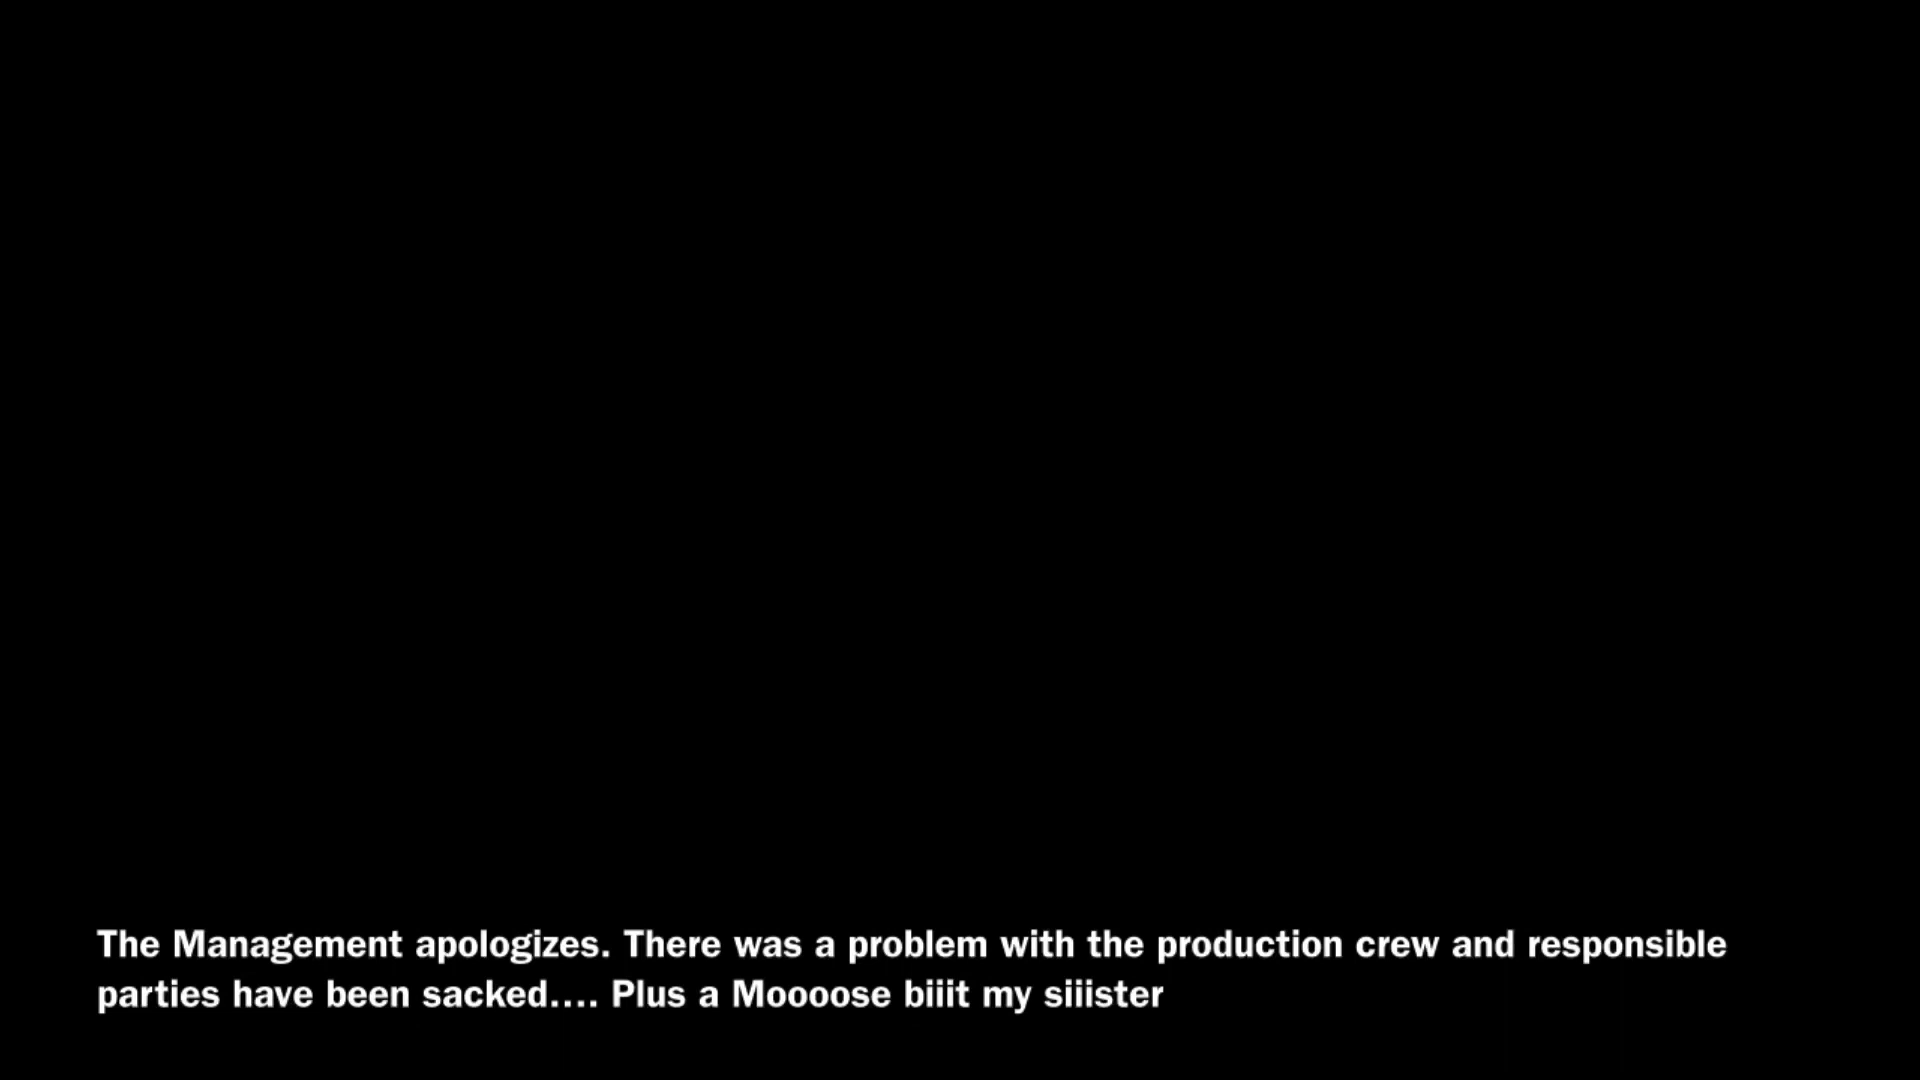 The Management apologizes. There was a problem with the production crew and responsible
parties have been sacked.... Plus a Moooose biiit my siiister